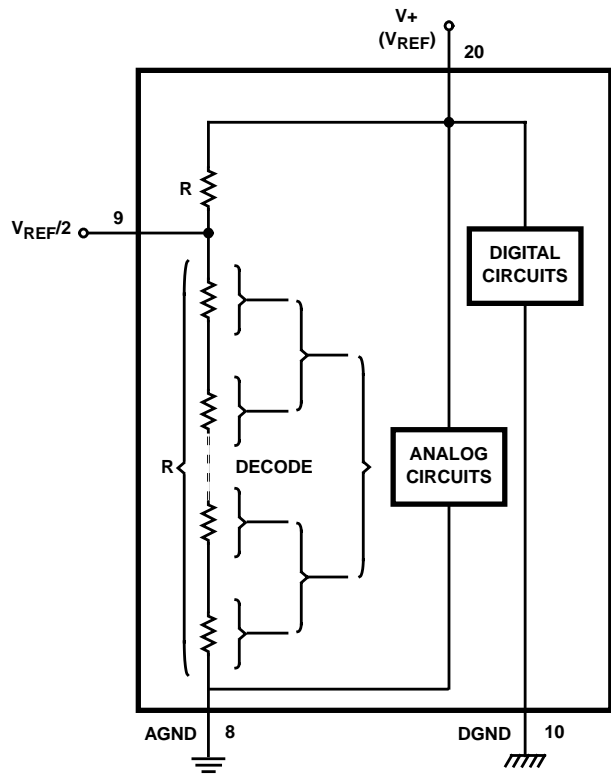 V+
(VREF)
20
R
9
VREF/2
DIGITAL
CIRCUITS
R
DECODE
ANALOG
CIRCUITS
AGND
8
DGND
10